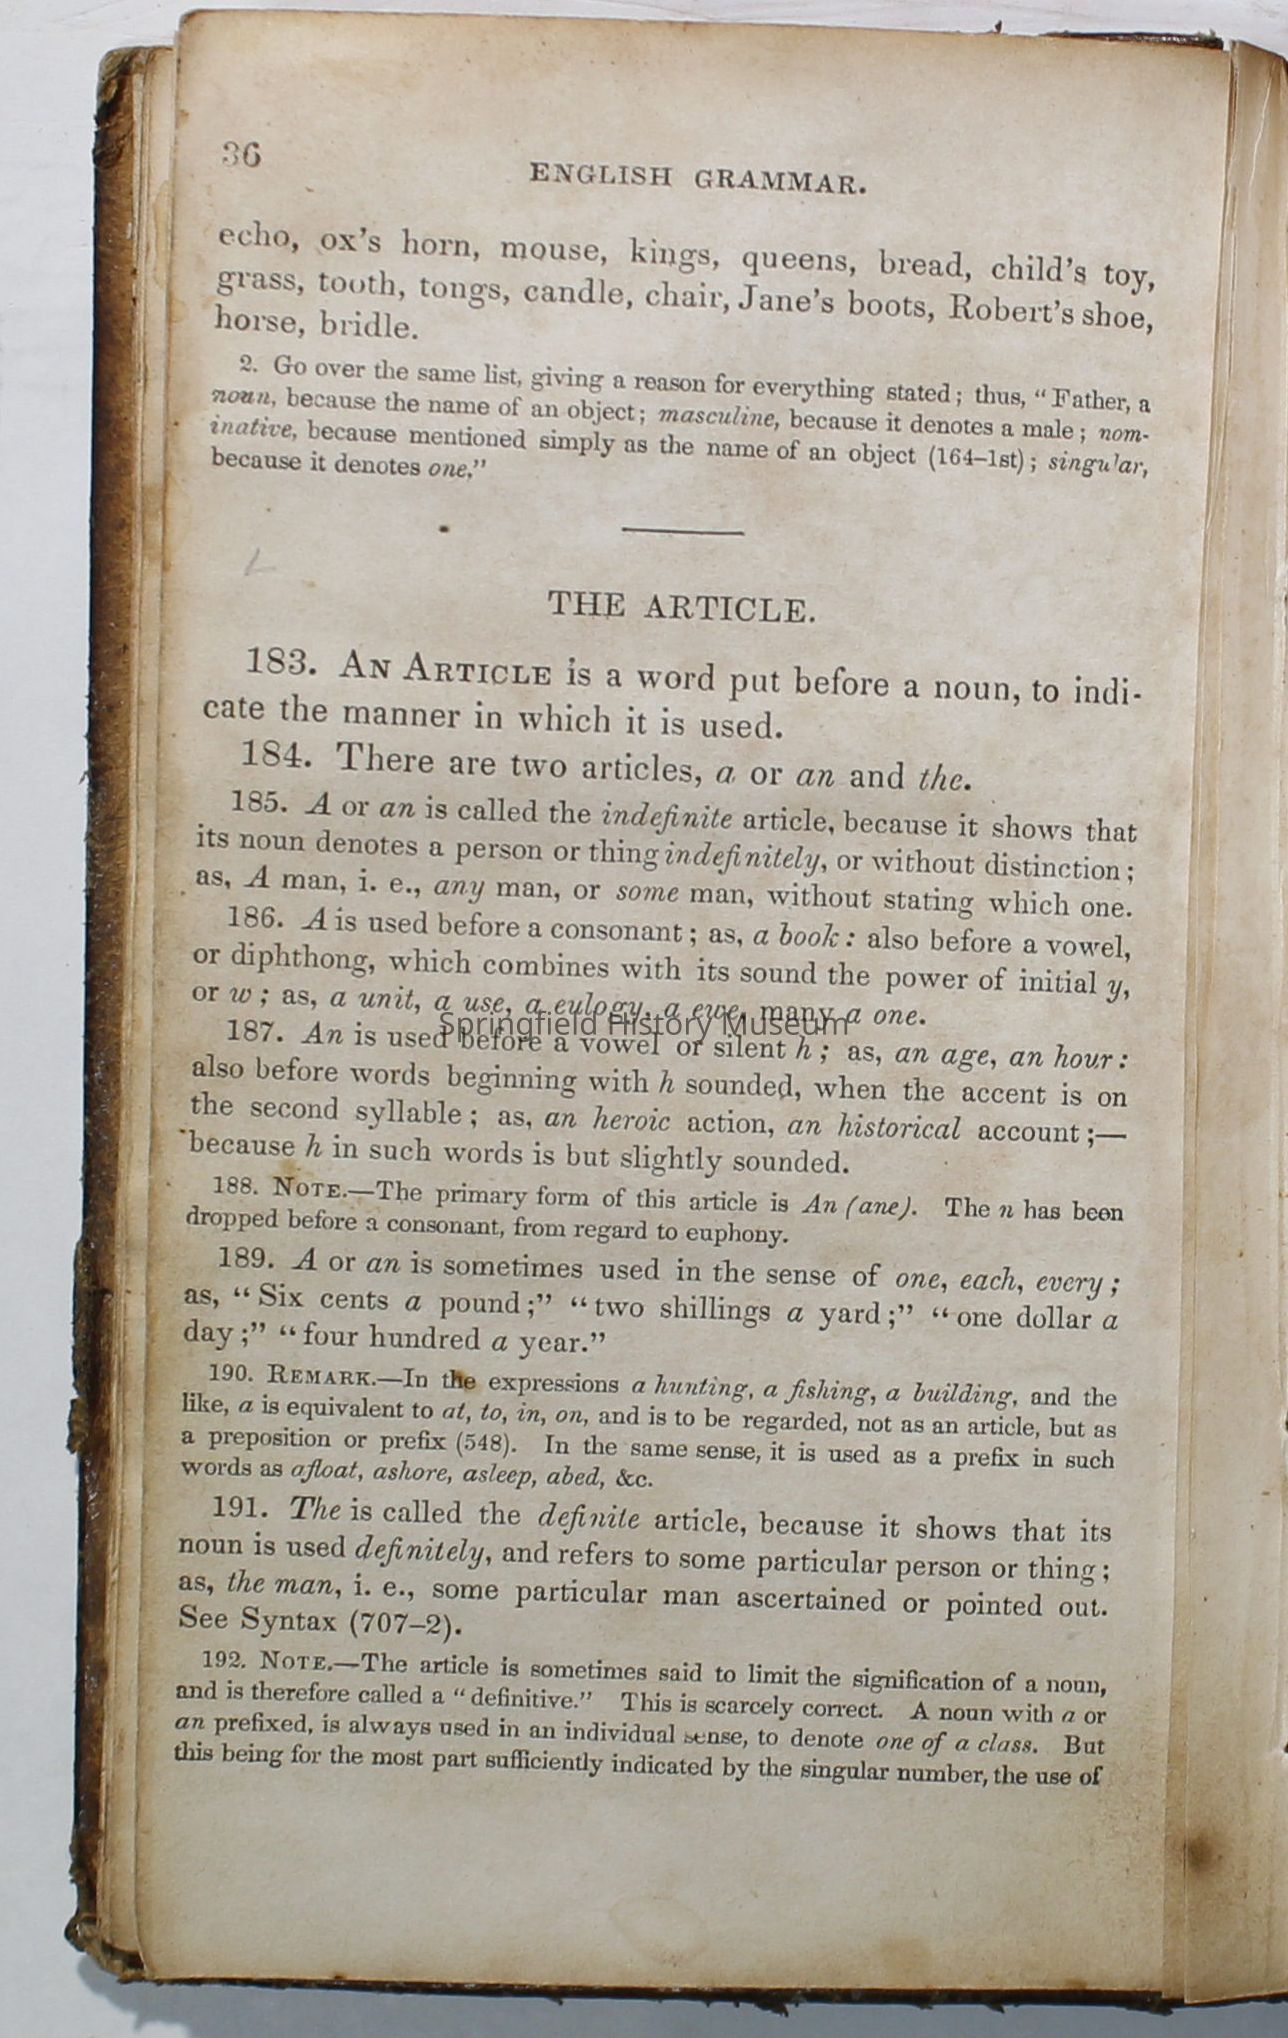 36
ENGLISH GRAMMAR.
echo, ox's horn, mouse, kings, queens, bread, child's toy,
grass, tooth, tongs, candle, chair, Jane's boots, Robert's shoe,
horse, bridle.
2. Go over the same list, giving a reason for everything stated; thus, "Father, a
noun, because the name of an object; masculine, because it denotes a male; nom-
inative, because mentioned simply as the name of an object (164–1st); singular,
because it denotes one."
THE ARTICLE.
183. AN ARTICLE is a word put before a noun, to indi-
cate the manner in which it is used.
184. There are two articles, a or an and the.
185. A or an is called the indefinite article, because it shows that
its noun denotes a person or thing indefinitely, or without distinction;
as, A man, i. e., any man, or some man, without stating which one.
186. A is used before a consonant; as, a book: also before a vowel,
or diphthong, which combines with its sound the power of initial y,
or w; as, a unit, a use, a eulogy, a ewe, many a one.
Springfield History Museum
187. An is used before a vowel or silent h; as, an age, an hour:
also before words beginning with h sounded, when the accent is on
the second syllable; as, an heroic action, an historical account;—
because h in such words is but slightly sounded.
188. NOTE.—The primary form of this article is An (ane). The n has been
dropped before a consonant, from regard to euphony.
189. A or an is sometimes used in the sense of one, each, every;
as, "Six cents a pound;" "two shillings a yard;" "one dollar a
day;" "four hundred a year."
190. REMARK.—In the expressions a hunting, a fishing, a building, and the
like, a is equivalent to at, to, in, on, and is to be regarded, not as an article, but as
a preposition or prefix (548). In the same sense, it is used as a prefix in such
words as afloat, ashore, asleep, abed, &c.
191. The is called the definite article, because it shows that its
noun is used definitely, and refers to some particular person or thing;
as, the man, i. e., some particular man ascertained or pointed out.
See Syntax (707–2).
192. NOTE.—The article is sometimes said to limit the signification of a noun,
and is therefore called a "definitive." This is scarcely correct. A noun with a or
an prefixed, is always used in an individual sense, to denote one of a class. But
this being for the most part sufficiently indicated by the singular number, the use of